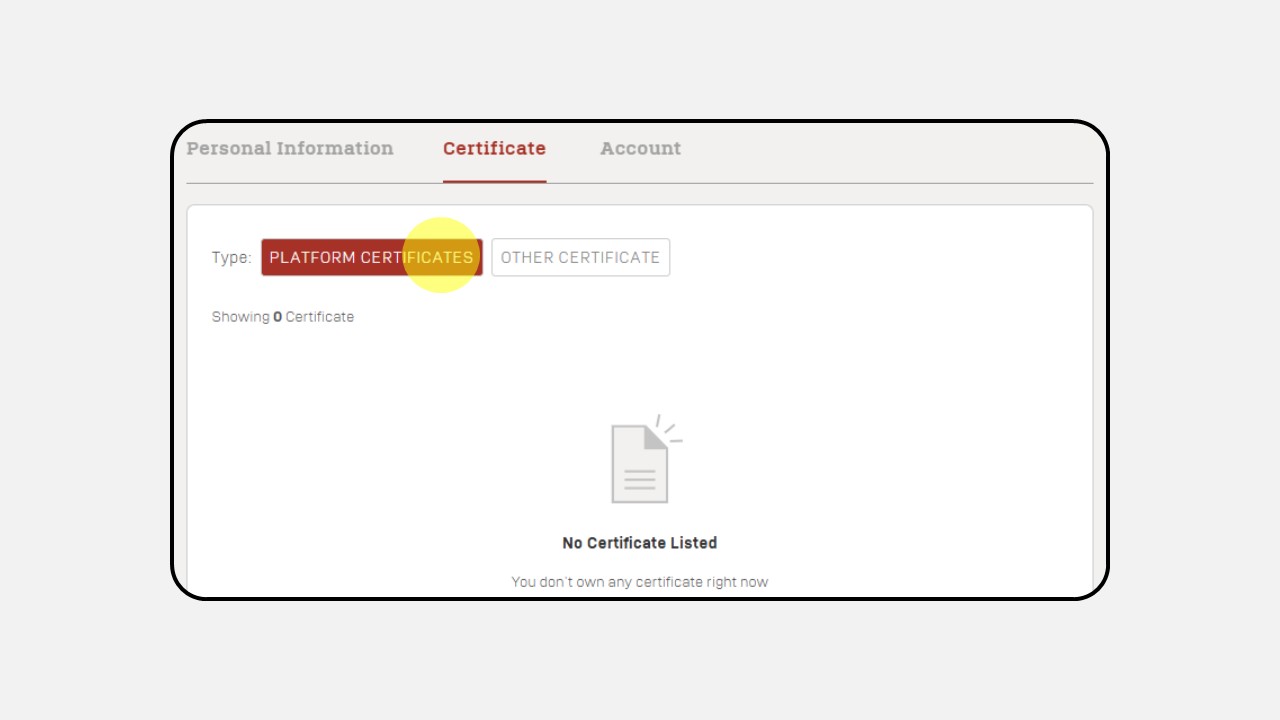 Personal Information Certificate Account
Type: PLATFORM CERTIFICATES OTHER CERTIFICATE
Showing 0 Certificate
No Certificate Listed
You don't own any certificate right now